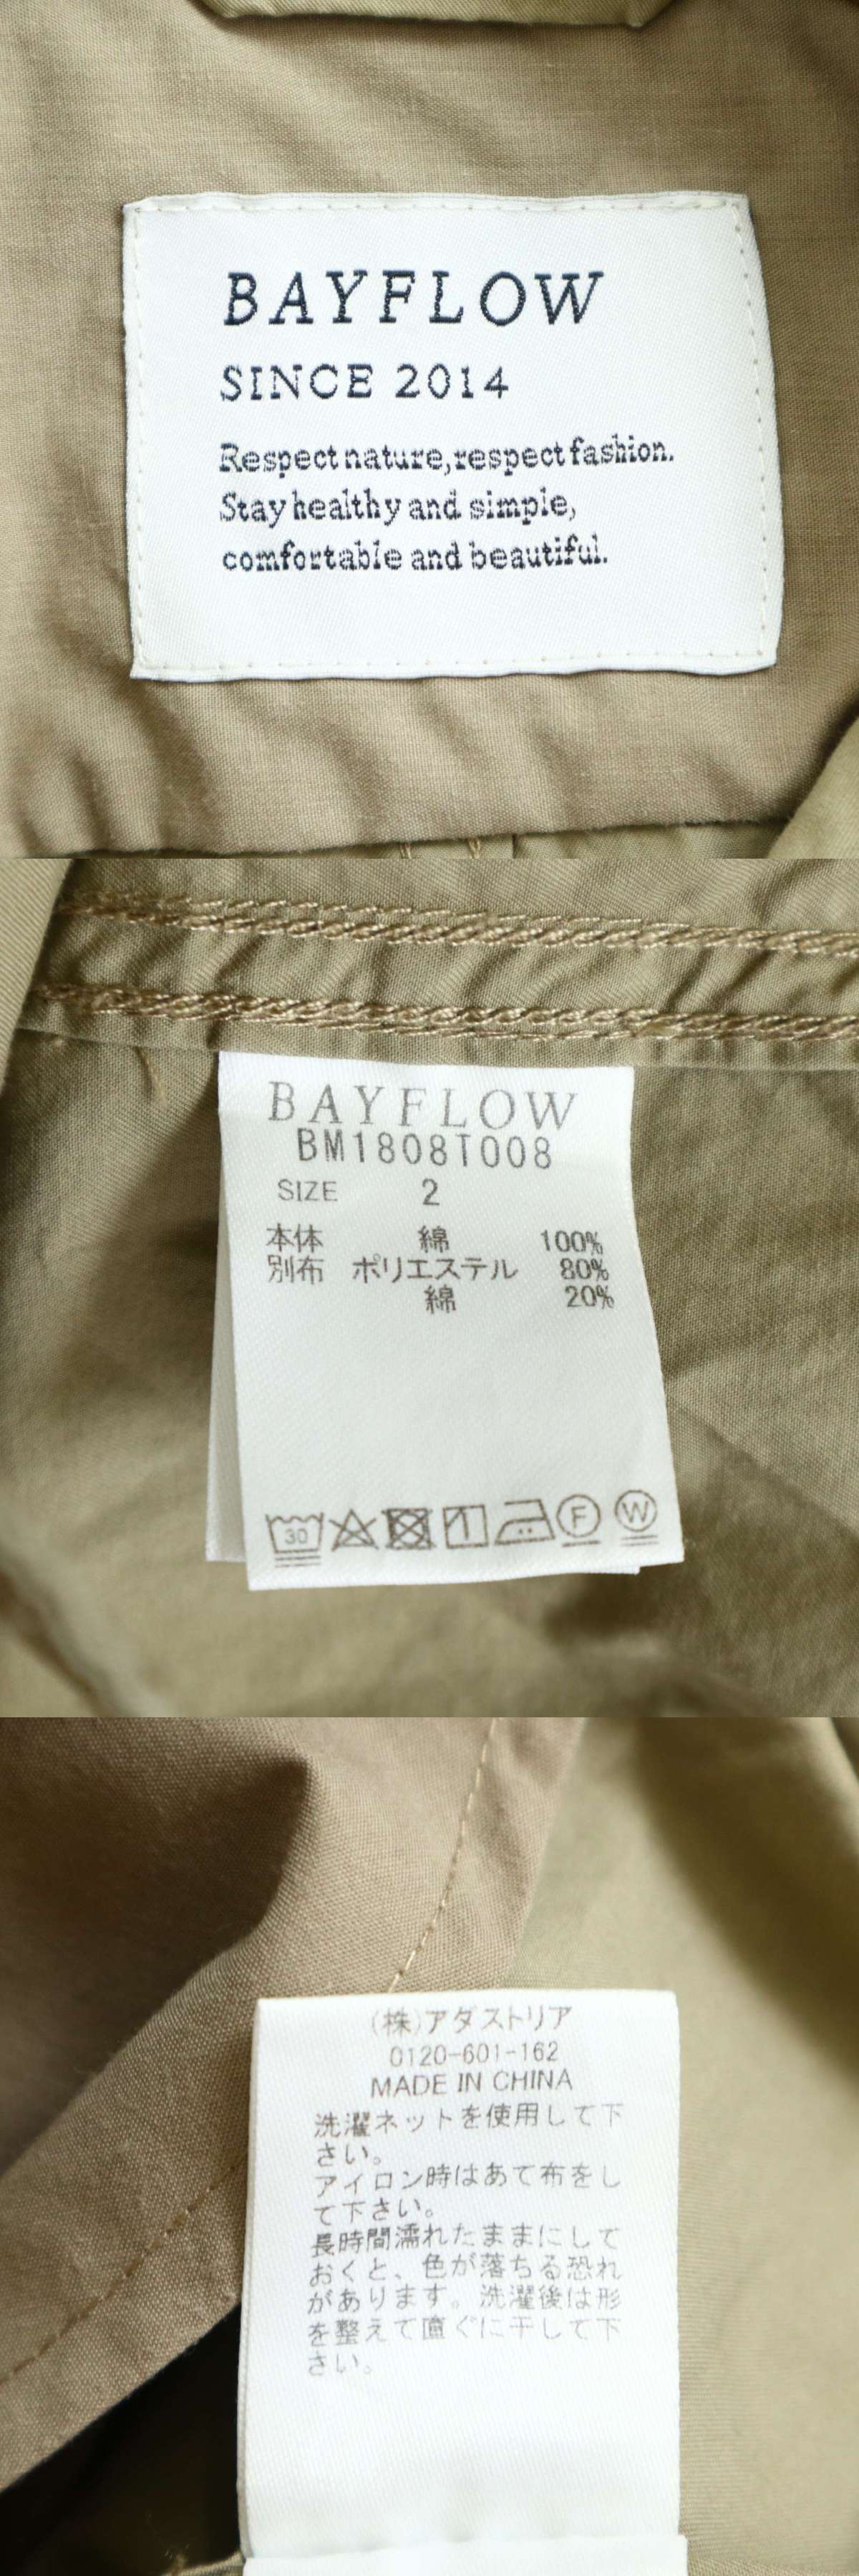 BAYFLOW
SINCE 2014
Respect nature, respect fashion.
Stay healthy and simple,
comfortable and beautiful.
BAYFLOW
BM1808T008
SIZE 2
本体 綿 100%
別布 ポリエステル 80%
綿 20%
30 F W
(株)アダストリア
0120-601-162
MADE IN CHINA
洗濯ネットを使用して下
さい。
アイロン時はあて布をし
て下さい。
長時間濡れたままにして
おくと、色が落ちる恐れ
があります。洗濯後は形
を整えて直ぐに干して下
さい。